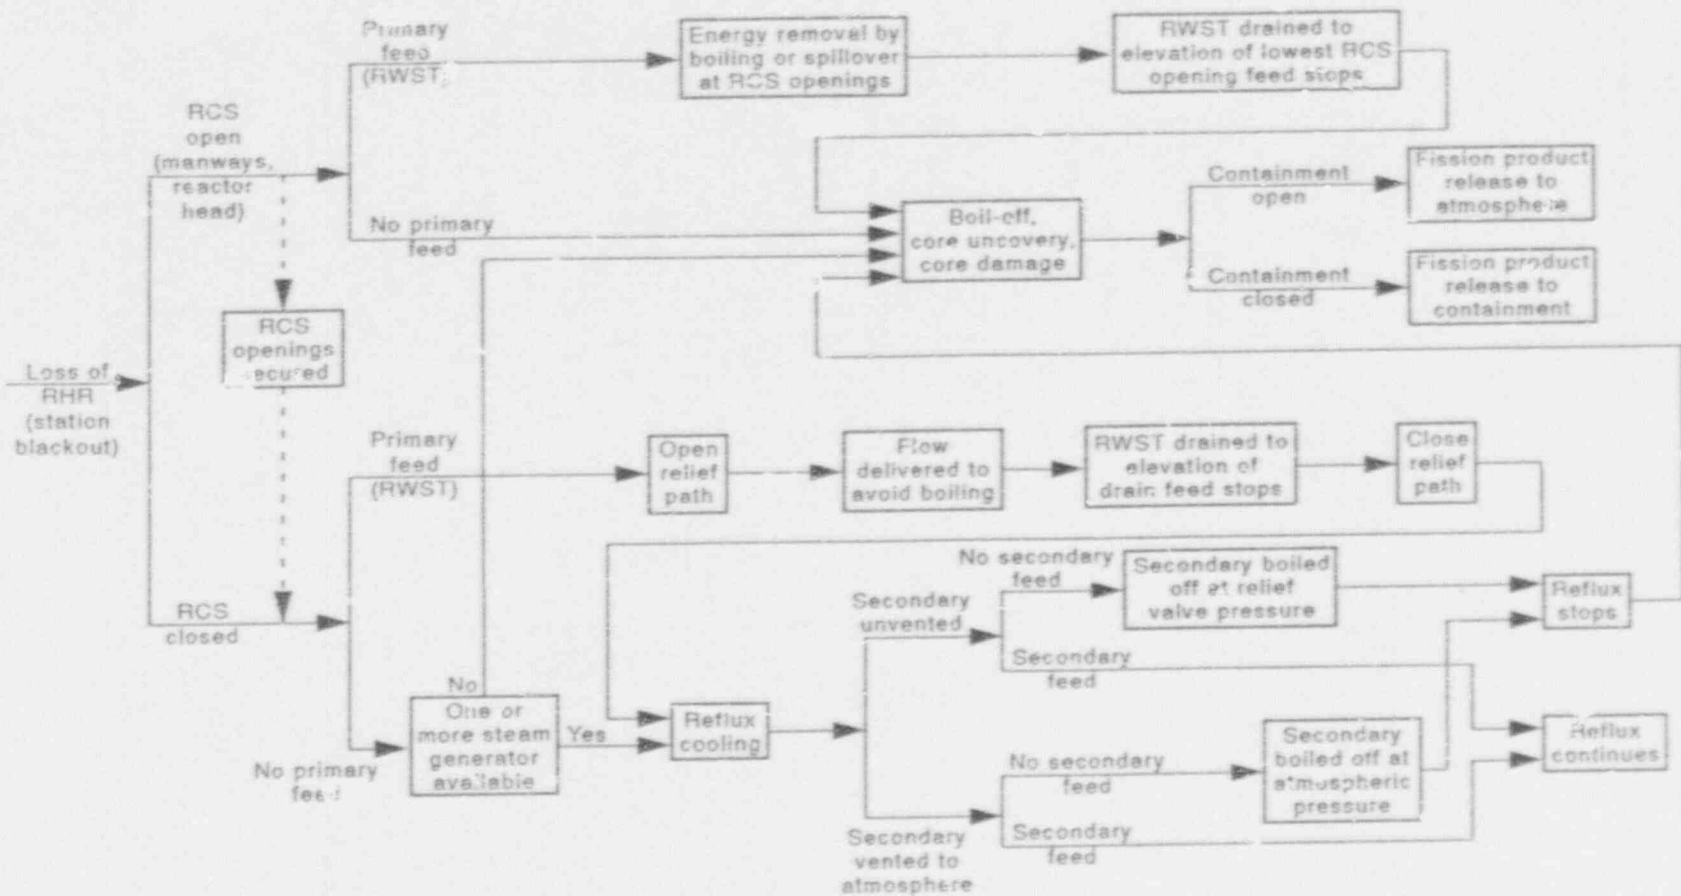 Primary
feed
(RWST)
Energy removal by
boiling or spillover
at RCS openings
RWST drained to
elevation of lowest RCS
opening feed stops
RCS
open
(manways,
reactor
head)
No primary
feed
Boil-off,
core uncovery,
core damage
Containment
open
Fission product
release to
atmosphere
Containment
closed
Fission product
release to
containment
RCS
openings
secured
Loss of
RHR
(station
blackout)
Primary
feed
(RWST)
Open
relief
path
Flow
delivered to
avoid boiling
RWST drained to
elevation of
drain feed stops
Close
relief
path
RCS
closed
No primary
feed
No
One or
more steam
generator
available
Yes
Reflux
cooling
Secondary
unvented
No secondary
feed
Secondary boiled
off at relief
valve pressure
Reflux
stops
Secondary
feed
Secondary
vented to
atmosphere
No secondary
feed
Secondary
boiled off at
atmospheric
pressure
Reflux
continues
Secondary
feed